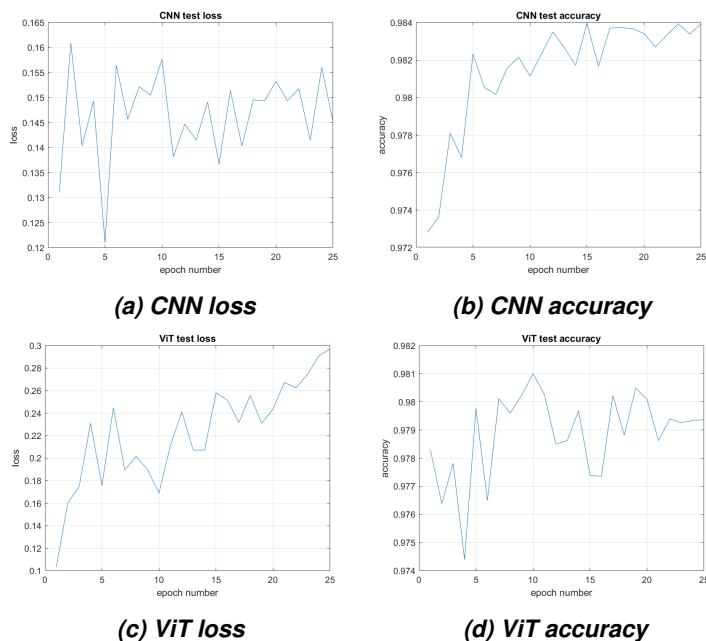 CNN test loss
0.165
0.16
0.155
0.15
0.145
0.14
0.135
0.13
0.125
0.12
loss
0 5 10 15 20 25
epoch number
(a) CNN loss
CNN test accuracy
0.984
0.982
0.98
0.978
0.976
0.974
0.972
accuracy
0 5 10 15 20 25
epoch number
(b) CNN accuracy
ViT test loss
0.3
0.28
0.26
0.24
0.22
0.2
0.18
0.16
0.14
0.12
0.1
loss
0 5 10 15 20 25
epoch number
(c) ViT loss
ViT test accuracy
0.982
0.981
0.98
0.979
0.978
0.977
0.976
0.975
0.974
accuracy
0 5 10 15 20 25
epoch number
(d) ViT accuracy